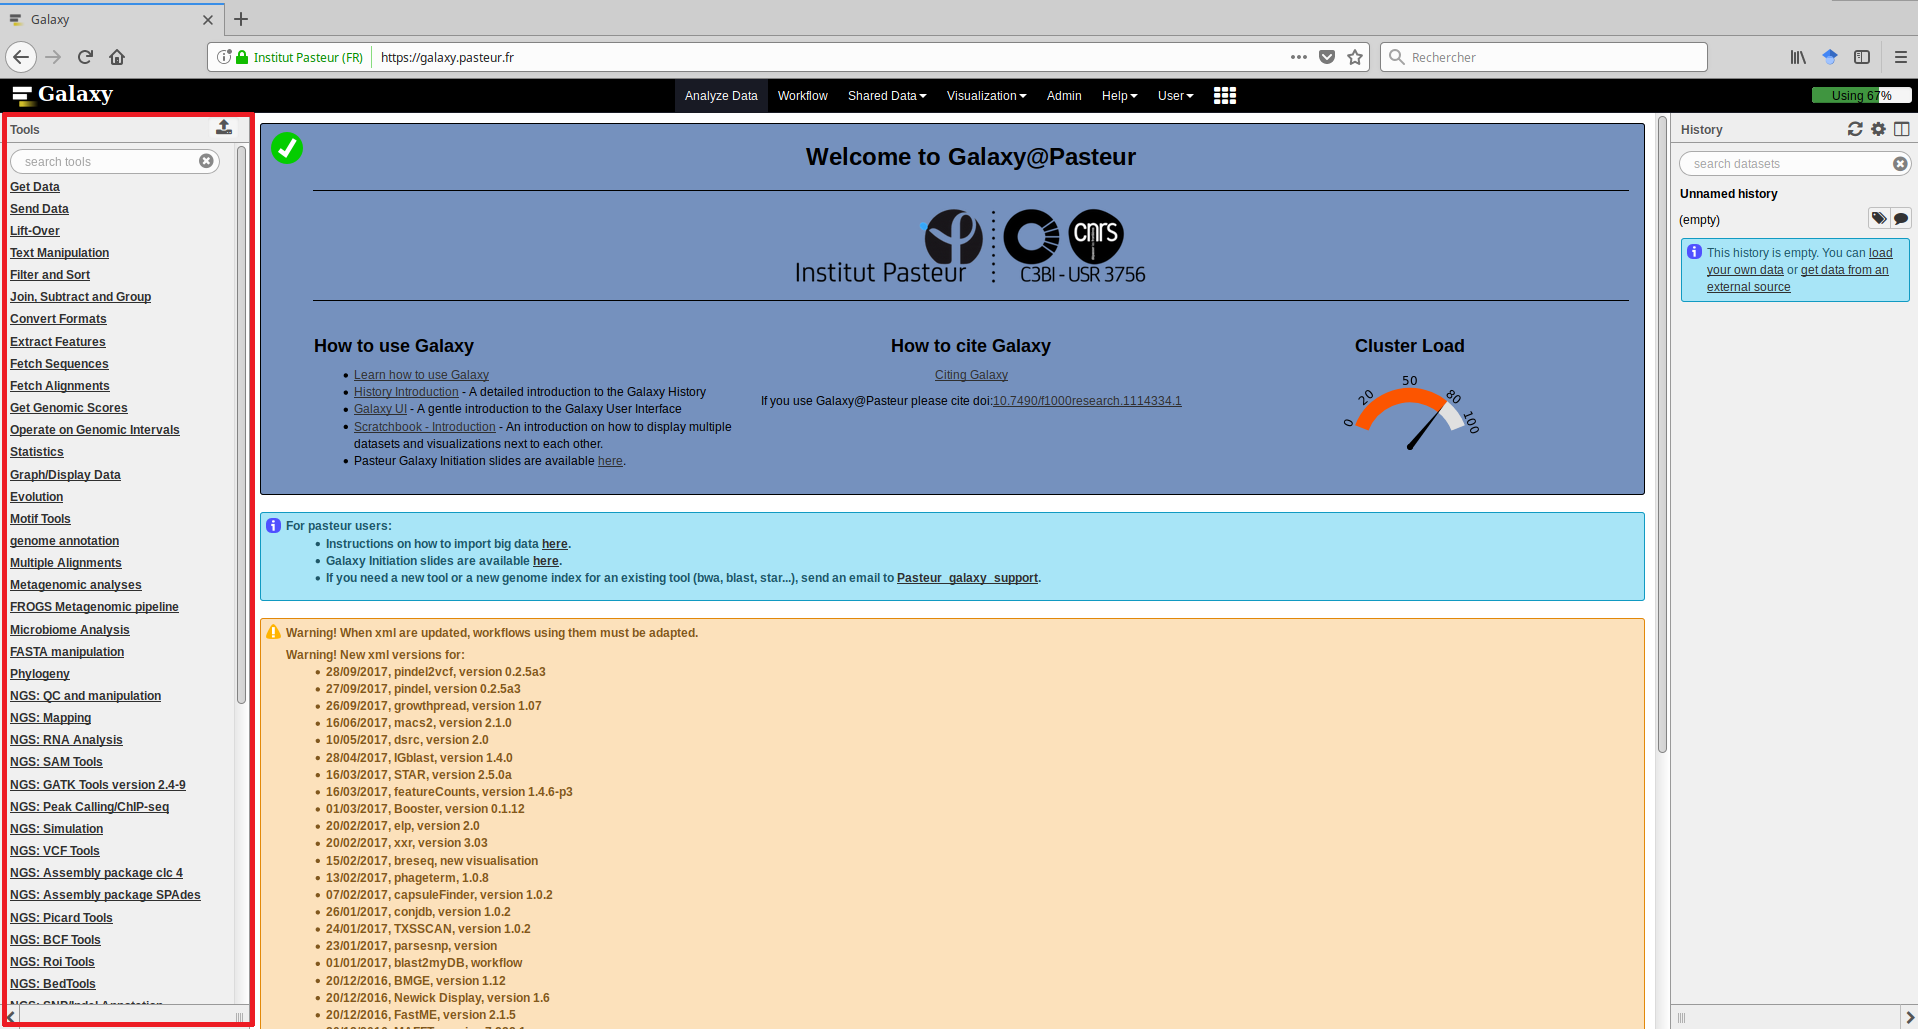 Galaxy
Institut Pasteur (FR)
https://galaxy.pasteur.fr
Rechercher
Galaxy
Analyze Data
Workflow
Shared Data
Visualization
Admin
Help
User
Using 67%
Tools
search tools
Get Data
Send Data
Lift-Over
Text Manipulation
Filter and Sort
Join, Subtract and Group
Convert Formats
Extract Features
Fetch Sequences
Fetch Alignments
Get Genomic Scores
Operate on Genomic Intervals
Statistics
Graph/Display Data
Evolution
Motif Tools
genome annotation
Multiple Alignments
Metagenomic analyses
FROGS Metagenomic pipeline
Microbiome Analysis
FASTA manipulation
Phylogeny
NGS: QC and manipulation
NGS: Mapping
NGS: RNA Analysis
NGS: SAM Tools
NGS: GATK Tools version 2.4-9
NGS: Peak Calling/ChIP-seq
NGS: Simulation
NGS: VCF Tools
NGS: Assembly package clc 4
NGS: Assembly package SPAdes
NGS: Picard Tools
NGS: BCF Tools
NGS: Roi Tools
NGS: BedTools
Welcome to Galaxy@Pasteur
Institut Pasteur
cnrs
C3BI - USR 3756
How to use Galaxy
Learn how to use Galaxy
History Introduction - A detailed introduction to the Galaxy History
Galaxy UI - A gentle introduction to the Galaxy User Interface
Scratchbook - Introduction - An introduction on how to display multiple
datasets and visualizations next to each other.
Pasteur Galaxy Initiation slides are available here.
How to cite Galaxy
Citing Galaxy
If you use Galaxy@Pasteur please cite doi:10.7490/f1000research.1114334.1
Cluster Load
0
20
50
80
100
For pasteur users:
Instructions on how to import big data here.
Galaxy Initiation slides are available here.
If you need a new tool or a new genome index for an existing tool (bwa, blast, star...), send an email to Pasteur_galaxy_support.
Warning! When xml are updated, workflows using them must be adapted.
Warning! New xml versions for:
28/09/2017, pindel2vcf, version 0.2.5a3
27/09/2017, pindel, version 0.2.5a3
26/09/2017, growthpread, version 1.07
16/06/2017, macs2, version 2.1.0
10/05/2017, dsrc, version 2.0
28/04/2017, IGblast, version 1.4.0
16/03/2017, STAR, version 2.5.0a
16/03/2017, featureCounts, version 1.4.6-p3
01/03/2017, Booster, version 0.1.12
20/02/2017, elp, version 2.0
20/02/2017, xxr, version 3.03
15/02/2017, breseq, new visualisation
13/02/2017, phageterm, 1.0.8
07/02/2017, capsuleFinder, version 1.0.2
26/01/2017, conjdb, version 1.0.2
24/01/2017, TXSSCAN, version 1.0.2
23/01/2017, parsesnp, version
01/01/2017, blast2myDB, workflow
20/12/2016, BMGE, version 1.12
20/12/2016, Newick Display, version 1.6
20/12/2016, FastME, version 2.1.5
History
search datasets
Unnamed history
(empty)
This history is empty. You can load
your own data or get data from an
external source